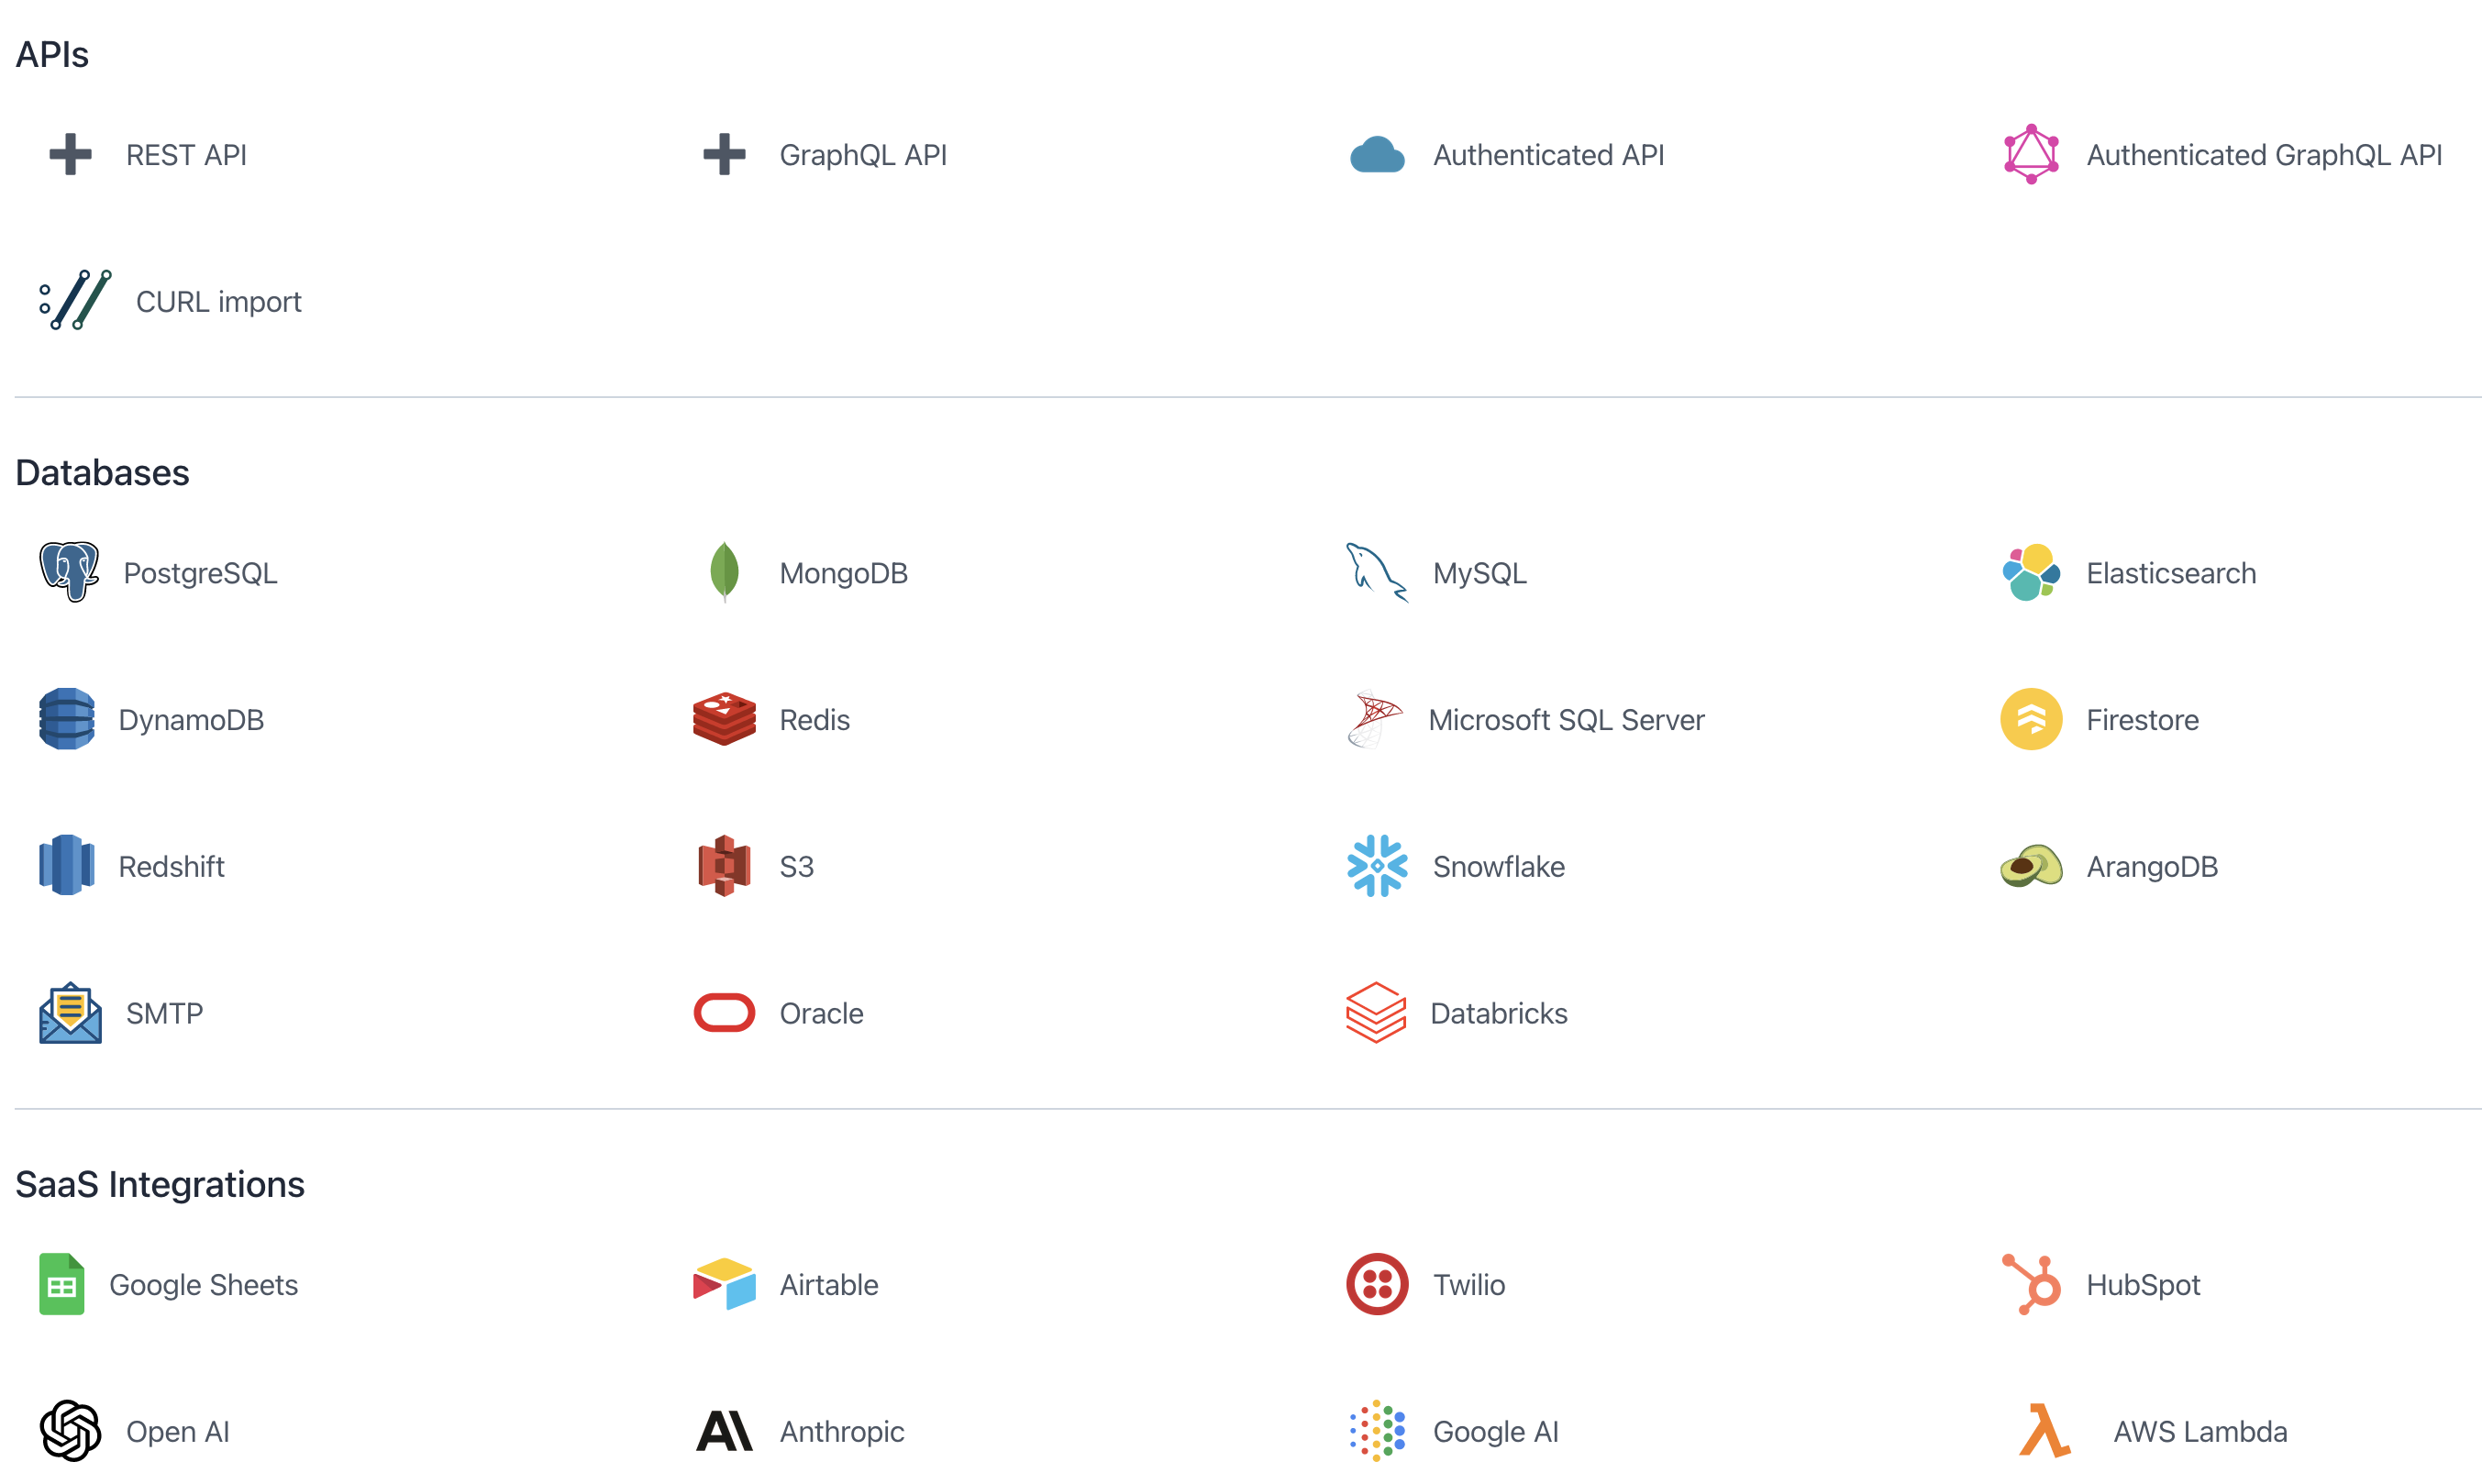 APIs
REST API
GraphQL API
Authenticated API
Authenticated GraphQL API
CURL import
Databases
PostgreSQL
MongoDB
MySQL
Elasticsearch
DynamoDB
Redis
Microsoft SQL Server
Firestore
Redshift
S3
Snowflake
ArangoDB
SMTP
Oracle
Databricks
SaaS Integrations
Google Sheets
Airtable
Twilio
HubSpot
Open AI
Anthropic
Google AI
AWS Lambda